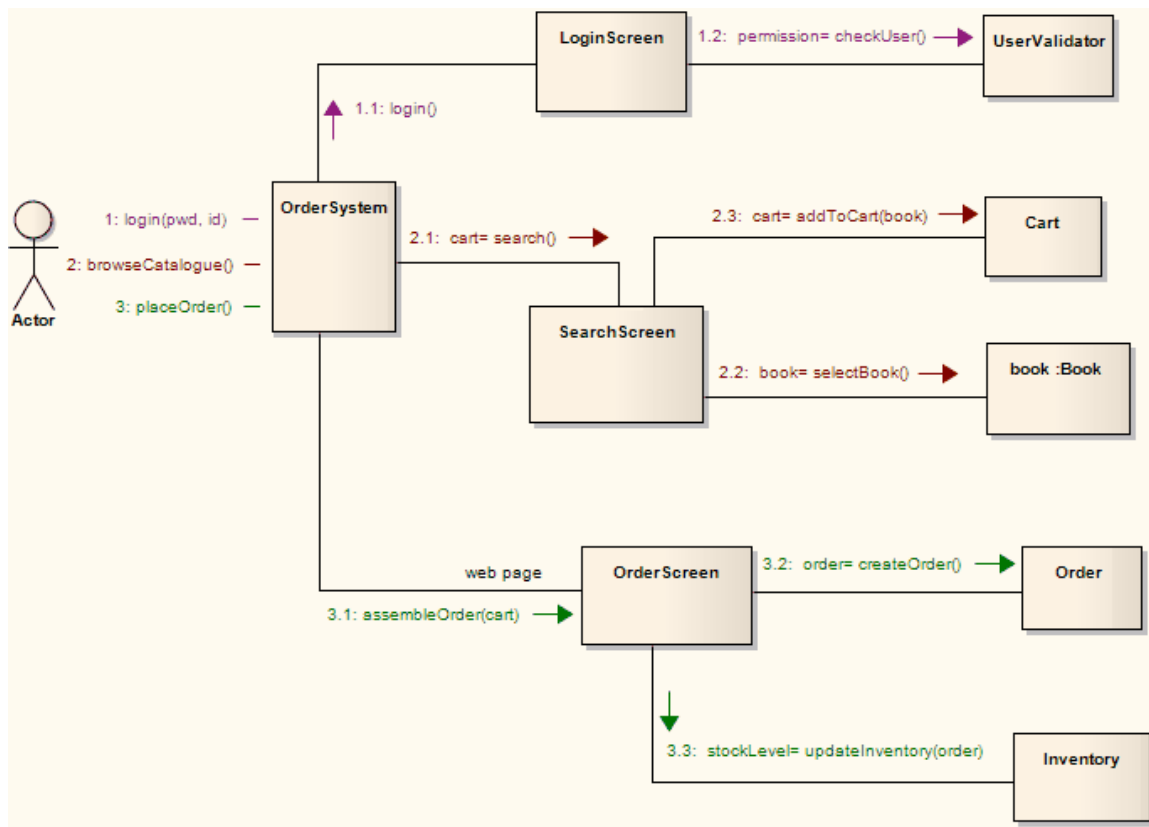 LoginScreen
1.2: permission= checkUser()
UserValidator
1.1: login()
OrderSystem
1: login(pwd, id)
2: browseCatalogue()
3: placeOrder()
Actor
2.1: cart= search()
2.3: cart= addToCart(book)
Cart
SearchScreen
2.2: book= selectBook()
book :Book
web page
3.1: assembleOrder(cart)
OrderScreen
3.2: order= createOrder()
Order
3.3: stockLevel= updateInventory(order)
Inventory